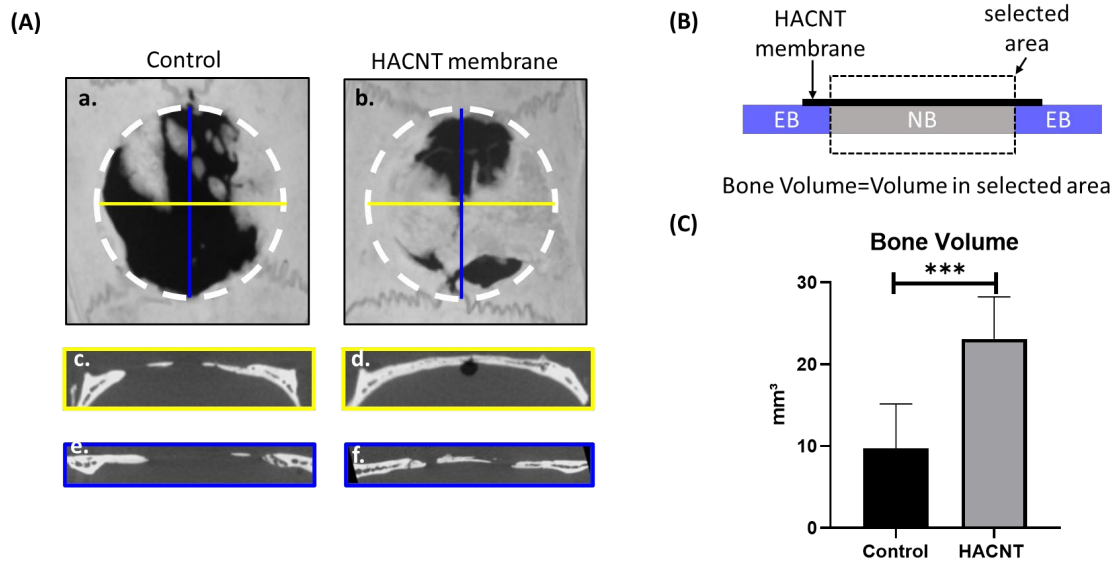 (A)
Control
HACNT membrane
a.
b.
c.
d.
e.
f.
(B)
HACNT
membrane
selected
area
EB
NB
EB
Bone Volume=Volume in selected area
(C)
Bone Volume
***
30
20
10
0
mm³
Control
HACNT